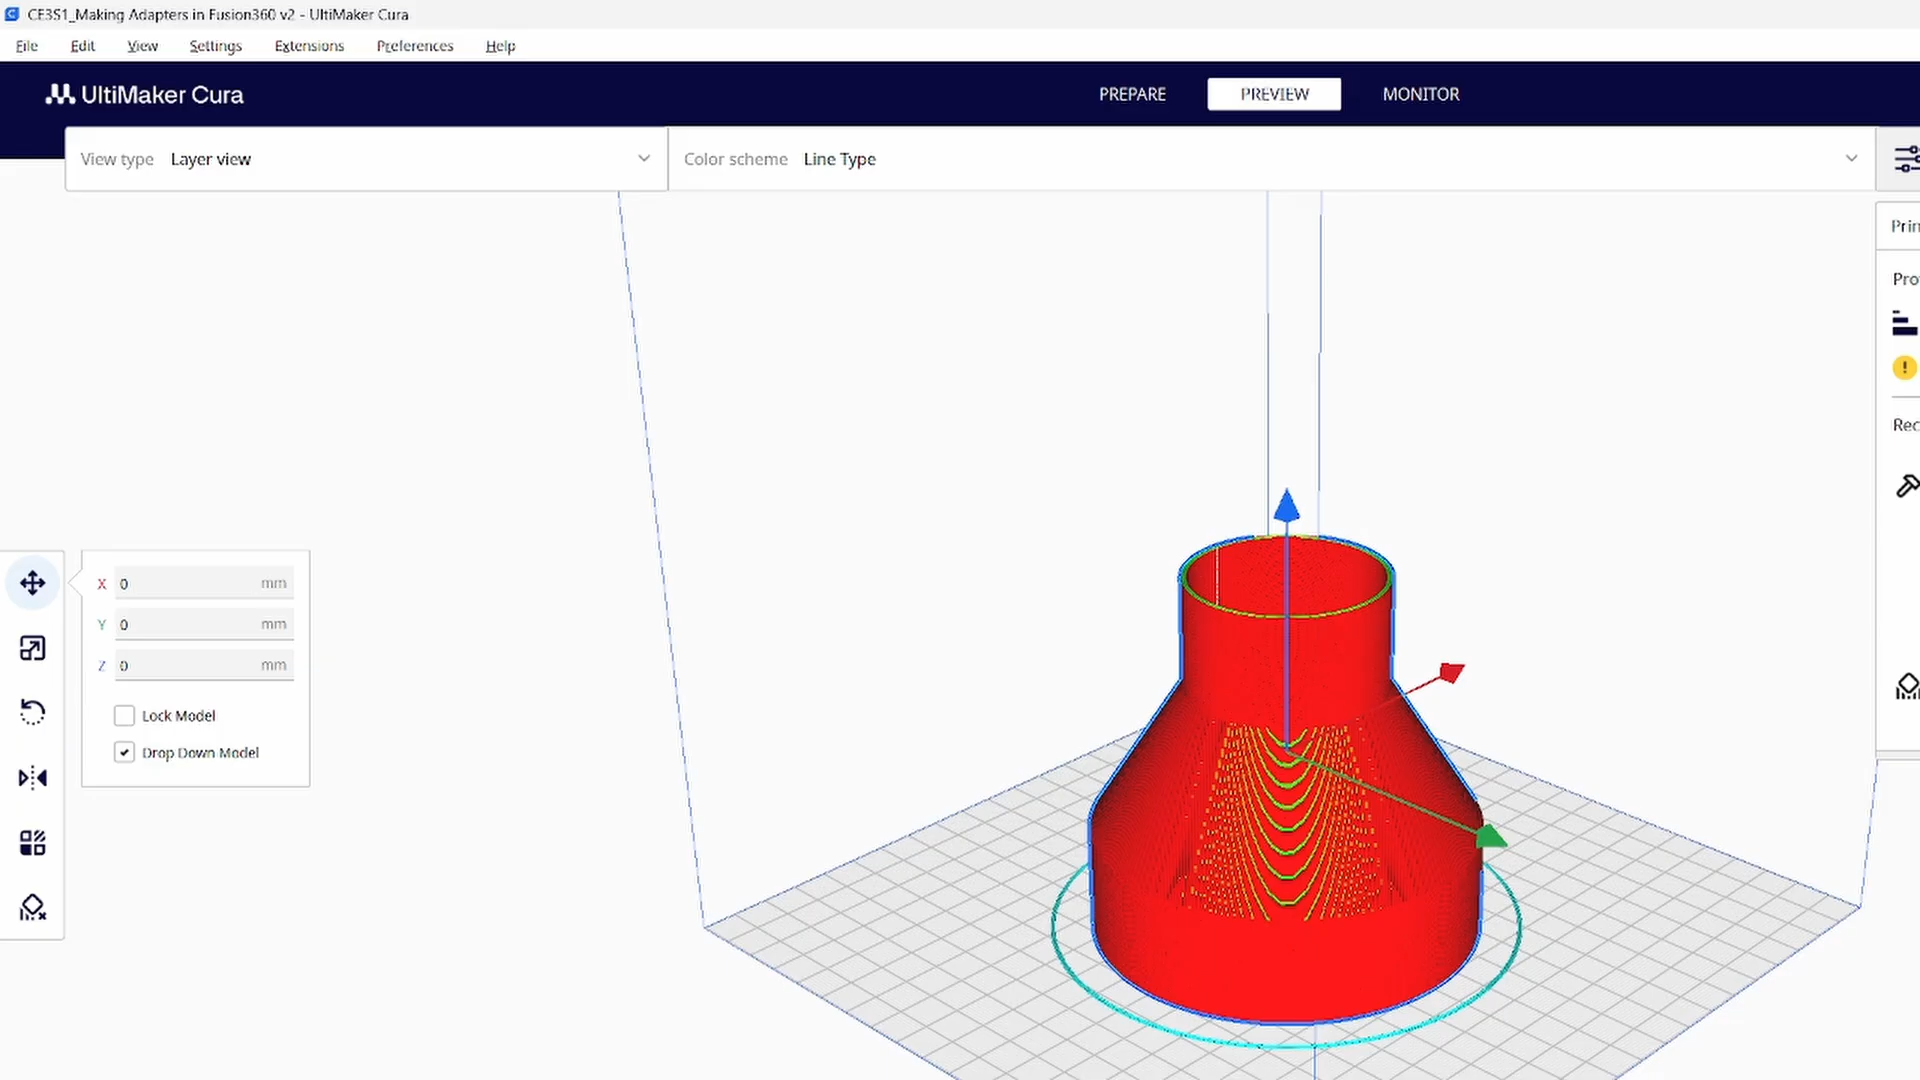 CE3S1_Making Adapters in Fusion360 v2 - UltiMaker Cura
File Edit View Settings Extensions Preferences Help
UltiMaker Cura PREPARE PREVIEW MONITOR
View type Layer view Color scheme Line Type
Prin
Pro
Rec
X 0 mm
Y 0 mm
Z 0 mm
Lock Model
Drop Down Model